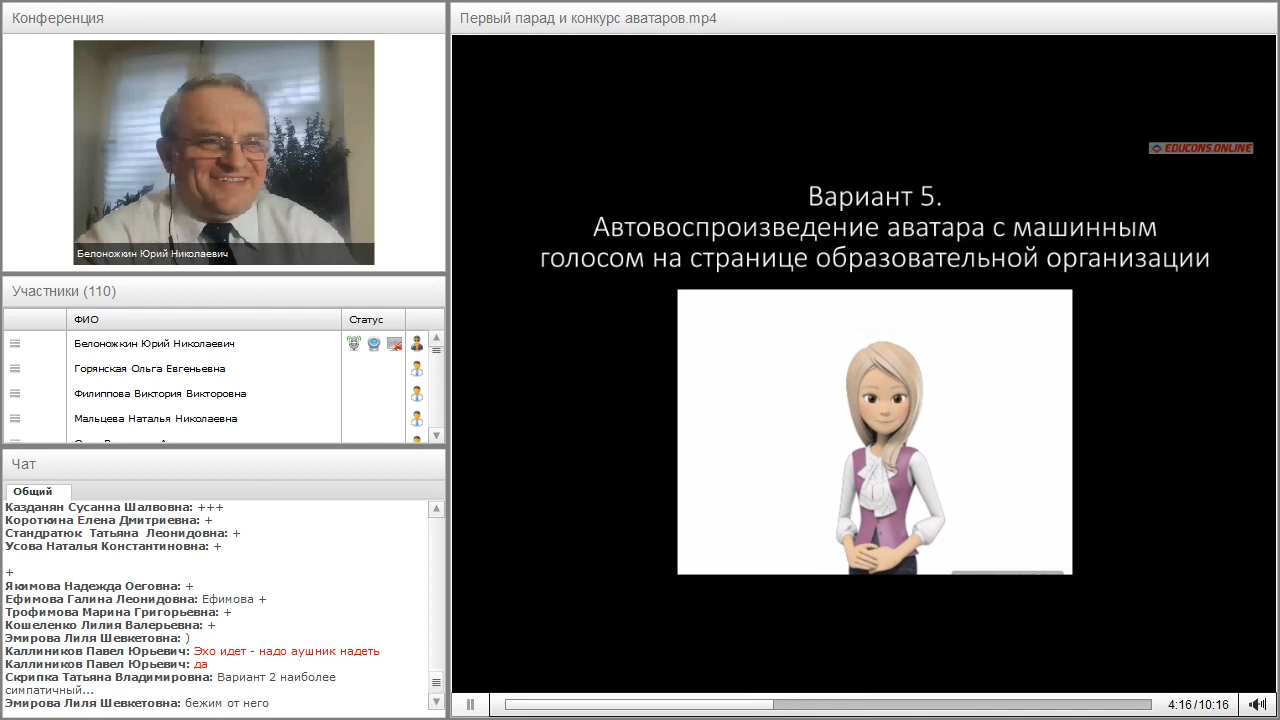 Конференция
Белоножкин Юрий Николаевич
Участники (110)
ФИО
Статус
Белоножкин Юрий Николаевич
Горянская Ольга Евгеньевна
Филиппова Виктория Викторовна
Мальцева Наталья Николаевна
Чат
Общий
Казданян Сусанна Шалвовна: +++
Короткина Елена Дмитриевна: +
Стандратюк Татьяна Леонидовна: +
Усова Наталья Константиновна: +
+
Якимова Надежда Оеговна: +
Ефимова Галина Леонидовна: Ефимова +
Трофимова Марина Григорьевна: +
Кошеленко Лилия Валерьевна: +
Эмирова Лиля Шевкетовна: )
Каллиников Павел Юрьевич: Эхо идет - надо аушник надеть
Каллиников Павел Юрьевич: да
Скрипка Татьяна Владимировна: Вариант 2 наиболее
симпатичный...
Эмирова Лиля Шевкетовна: бежим от него
Первый парад и конкурс аватаров.mp4
EDUCONS.ONLINE
Вариант 5.
Автовоспроизведение аватара с машинным
голосом на странице образовательной организации
4:16/10:16